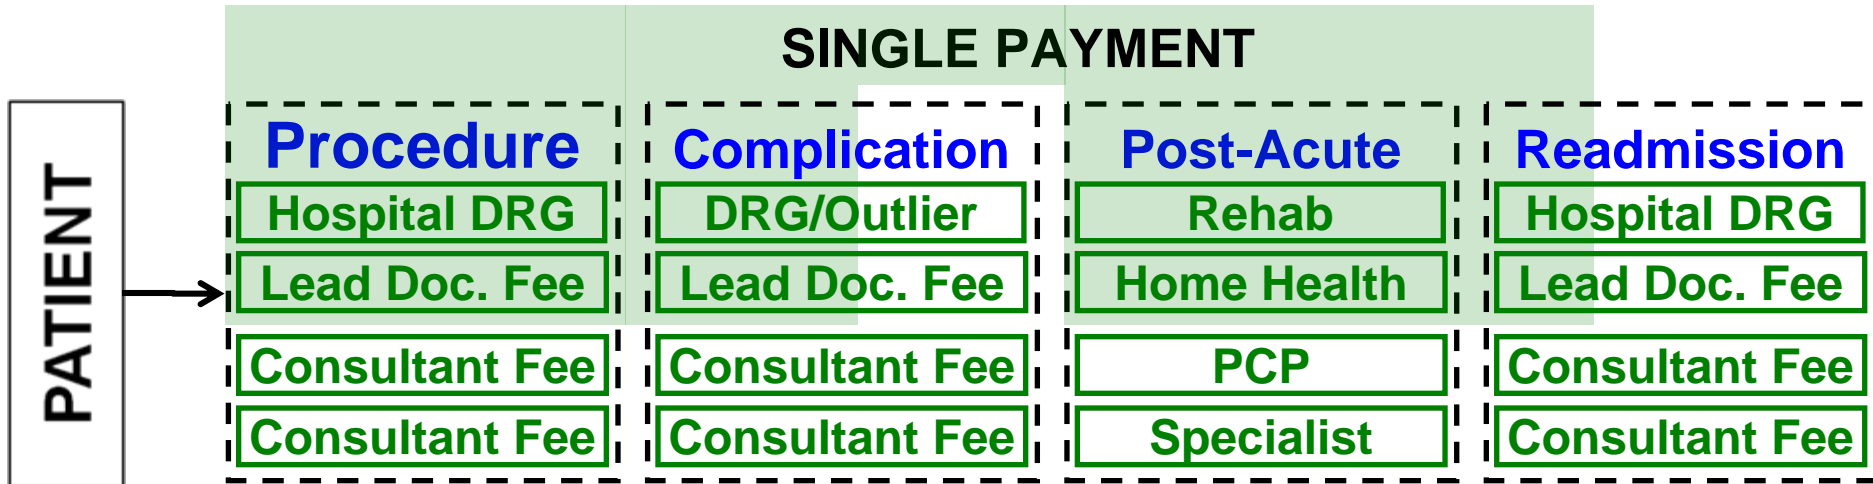 SINGLE PAYMENT
PATIENT
Procedure
Hospital DRG
Lead Doc. Fee
Consultant Fee
Consultant Fee
Complication
DRG/Outlier
Lead Doc. Fee
Consultant Fee
Consultant Fee
Post-Acute
Rehab
Home Health
PCP
Specialist
Readmission
Hospital DRG
Lead Doc. Fee
Consultant Fee
Consultant Fee